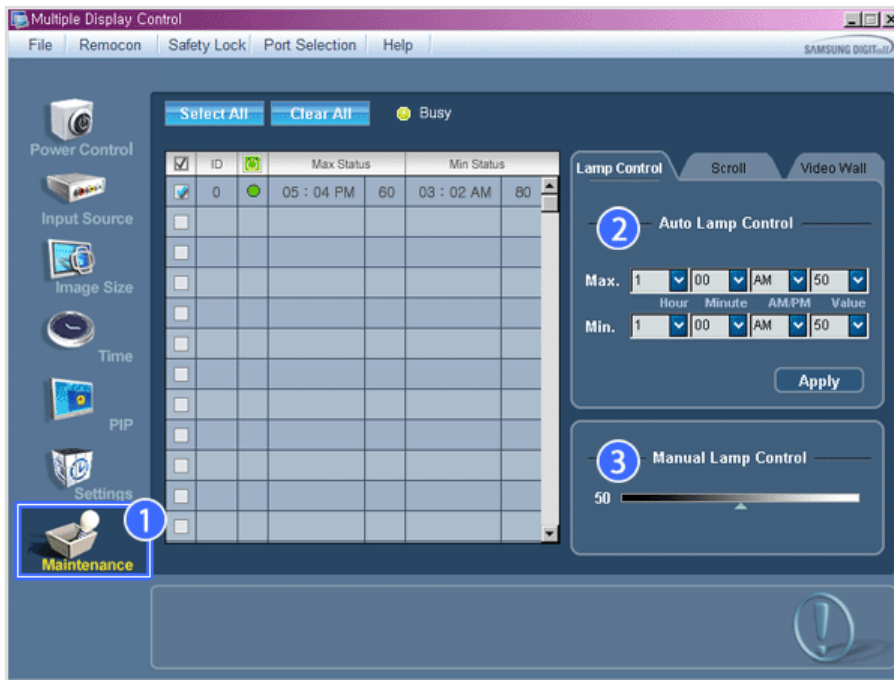 Multiple Display Control
File Remocon Safety Lock Port Selection Help
SAMSUNG DIGITall
Select All Clear All Busy
Power Control
Input Source
Image Size
Time
PIP
Settings
1
Maintenance
ID Max Status Min Status
0 05 : 04 PM 60 03 : 02 AM 80
Lamp Control Scroll Video Wall
2 Auto Lamp Control
Max. 1 00 AM 50
Hour Minute AM/PM Value
Min. 1 00 AM 50
Apply
3 Manual Lamp Control
50